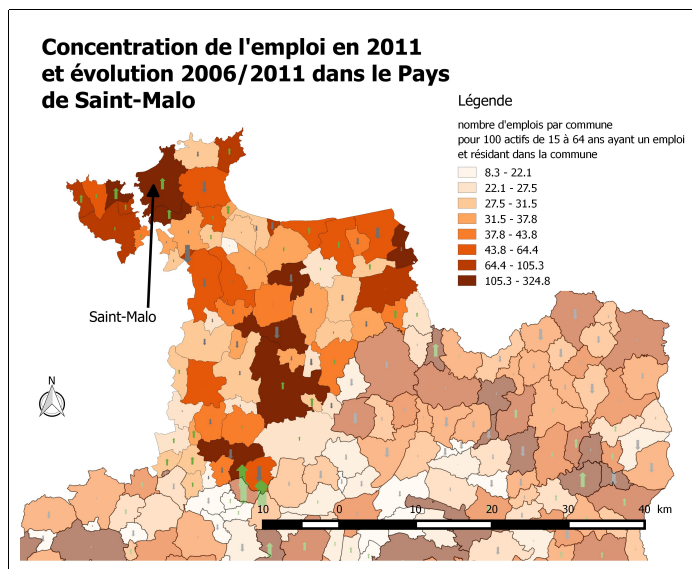 Concentration de l'emploi en 2011
et évolution 2006/2011 dans le Pays
de Saint-Malo
Légende
nombre d'emplois par commune
pour 100 actifs de 15 à 64 ans ayant un emploi
et résidant dans la commune
8.3 - 22.1
22.1 - 27.5
27.5 - 31.5
31.5 - 37.8
37.8 - 43.8
43.8 - 64.4
64.4 - 105.3
105.3 - 324.8
Saint-Malo
N
10 0 10 20 30 40 km